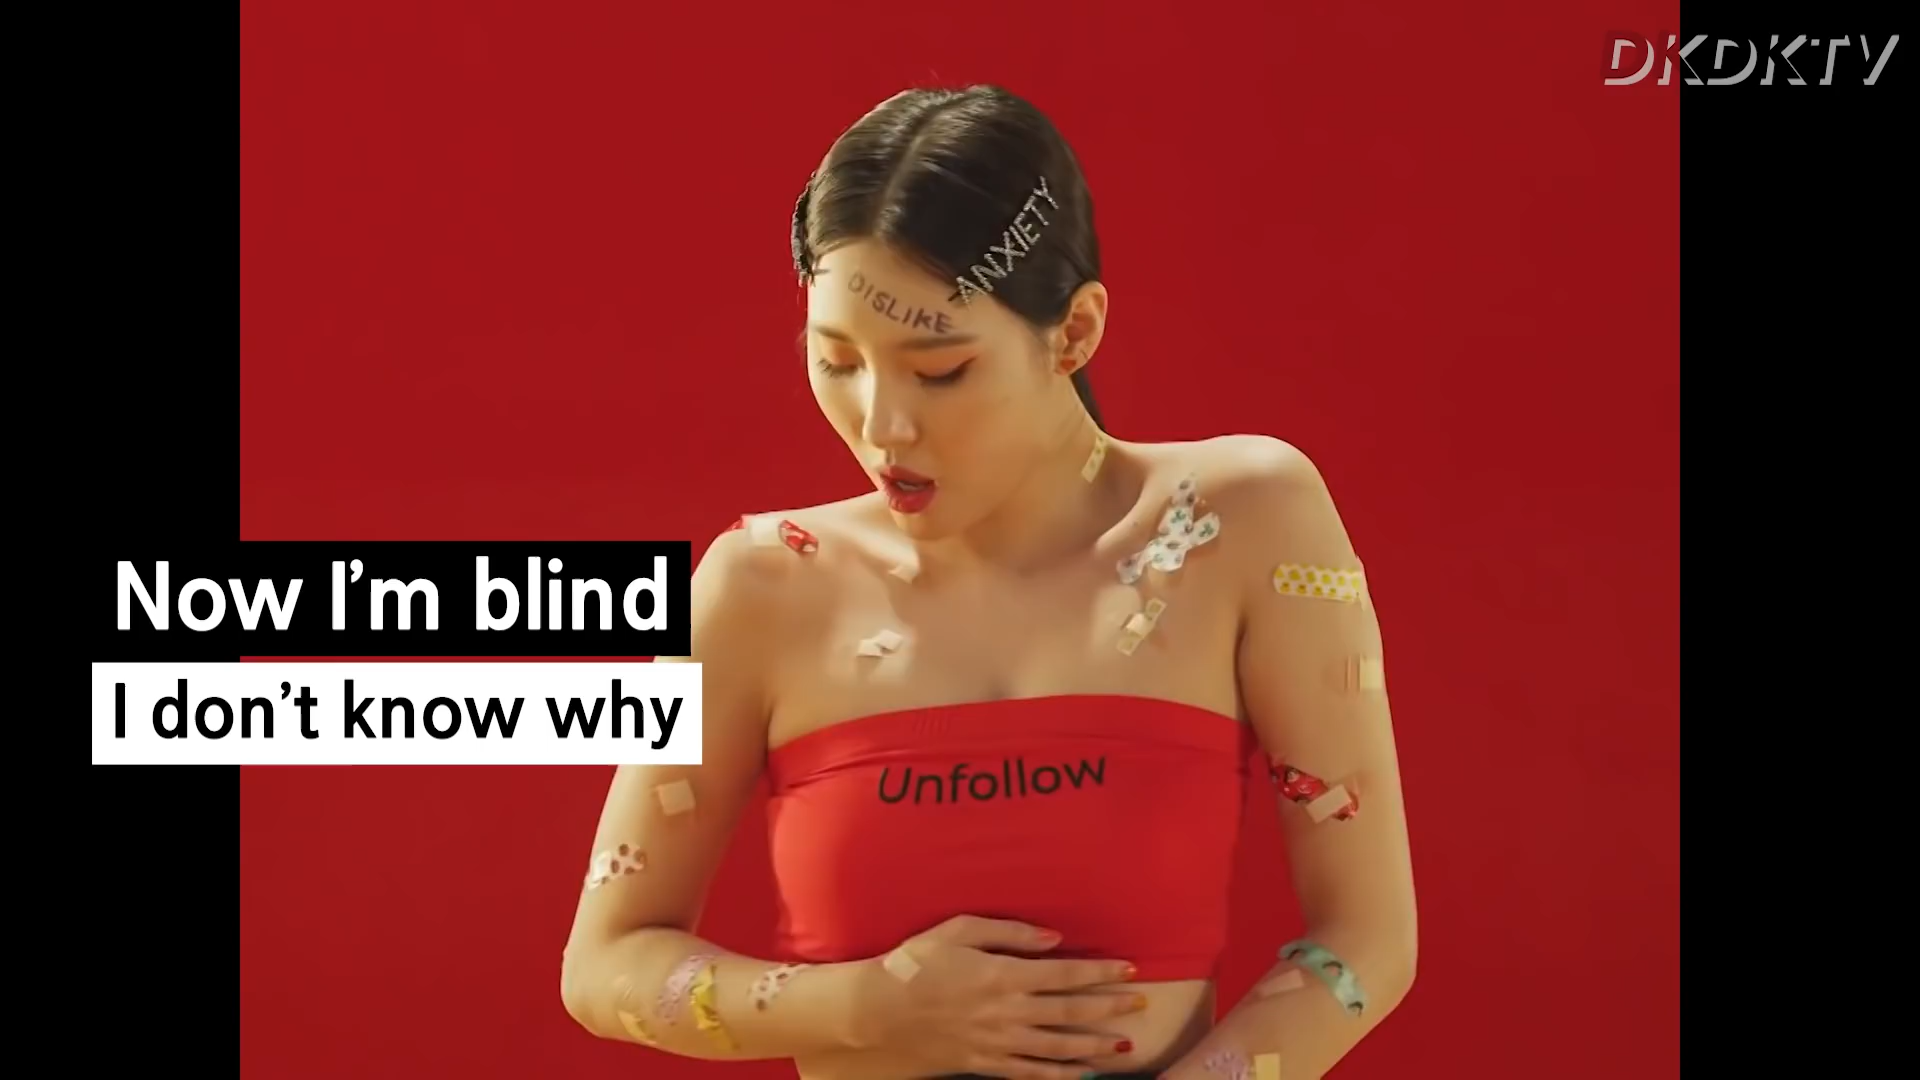 DKDKTV
ANXIETY
DISLIKE
Now I'm blind
I don't know why
Unfollow